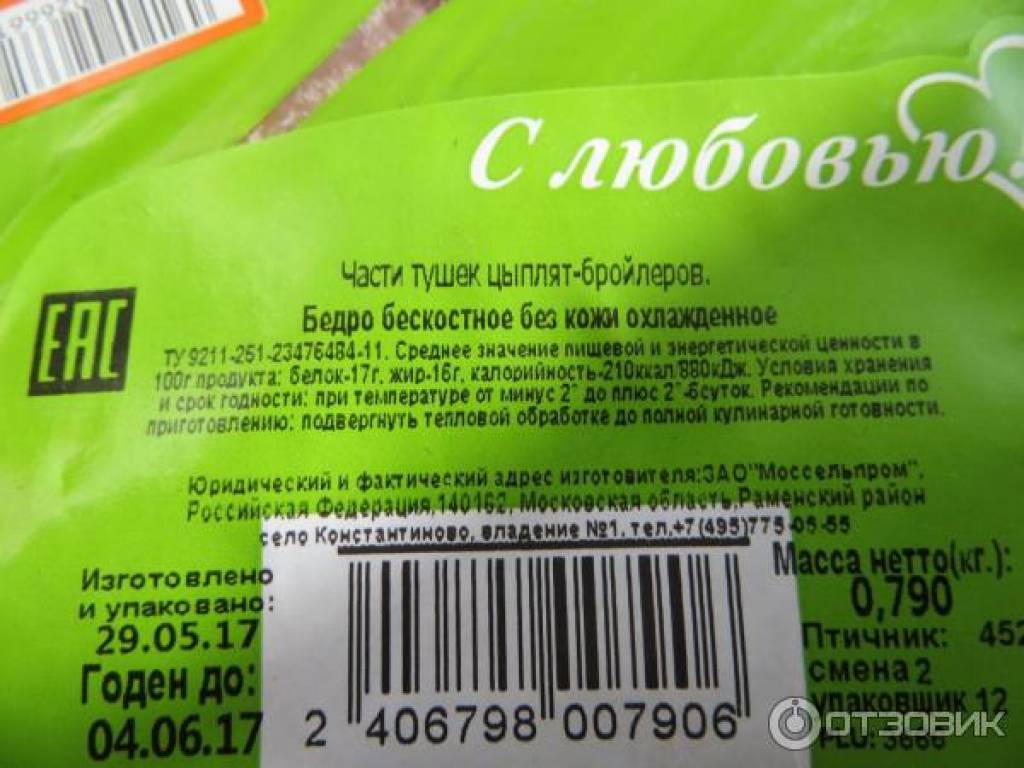 С любовью!
Части тушек цыплят-бройлеров.
ЕАС
Бедро бескостное без кожи охлажденное
ТУ 9211-251-23476484-11. Среднее значение пищевой и энергетической ценности в
100г продукта: белок-17г, жир-16г, калорийность-210ккал/880кДж. Условия хранения
и срок годности: при температуре от минус 2° до плюс 2°-6суток. Рекомендации по
приготовлению: подвергнуть тепловой обработке до полной кулинарной готовности.
Юридический и фактический адрес изготовителя:ЗАО"Моссельпром",
Российская Федерация,140162, Московская область,Раменский район
село Константиново, владение №1. тел.+7(495)775-05-55
Изготовлено
и упаковано:
29.05.17
Годен до:
04.06.17
Масса нетто(кг.):
0,790
Птичник: 452
смена 2
упаковщик 12
PLU: 3666
2 406798 007906
ОТЗОВИК